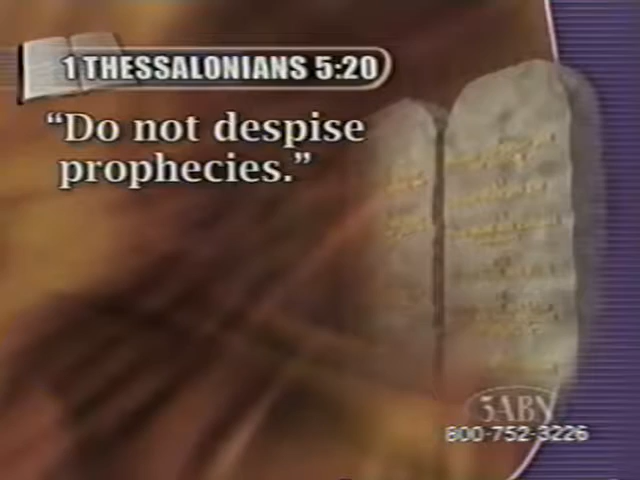 1 THESSALONIANS 5:20
“Do not despise
prophecies.”
3ABN
800-752-3226